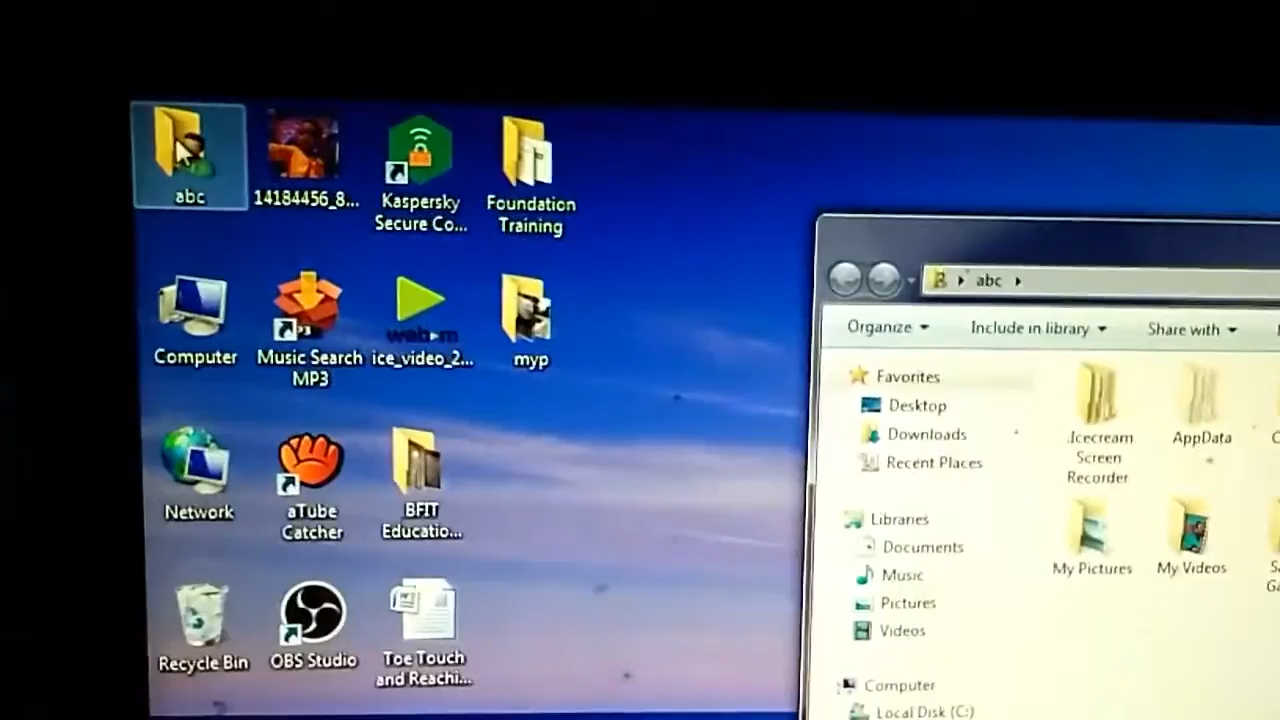 abc
14184456_8...
Kaspersky
Secure Co...
Foundation
Training
Computer
Music Search
MP3
ice_video_2...
myp
Network
aTube
Catcher
BFIT
Educatio...
Recycle Bin
OBS Studio
Toe Touch
and Reachi...
abc
Organize
Include in library
Share with
Favorites
Desktop
Downloads
Recent Places
Libraries
Documents
Music
Pictures
Videos
Computer
Local Disk (C:)
.Icecream
Screen
Recorder
AppData
My Pictures
My Videos